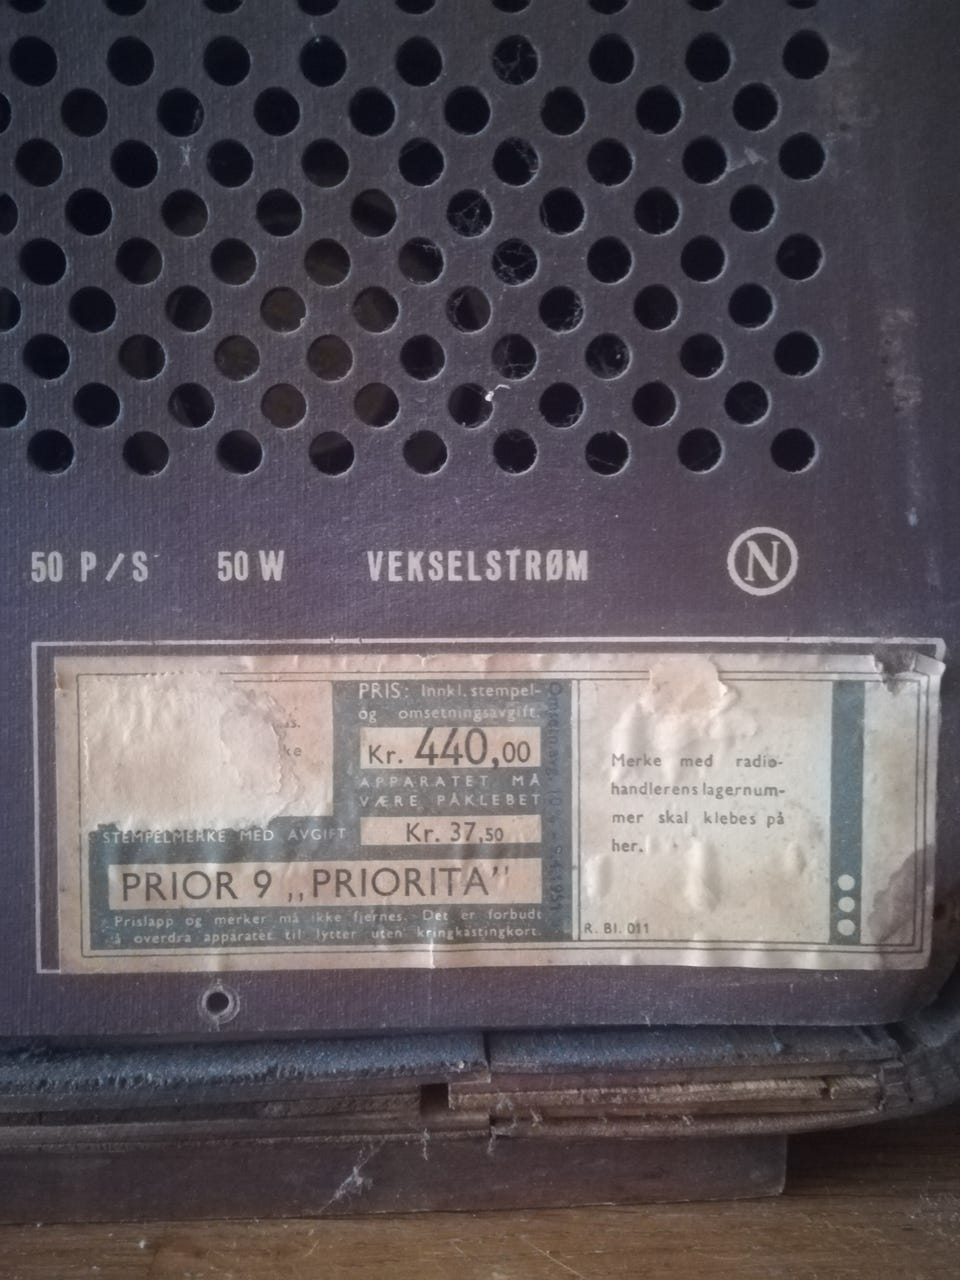 50 P/S 50 W VEKSELSTRØM N
PRIS: Innkl. stempel-
og omsetningsavgift.
Kr. 440,00
APPARATET MÅ
VÆRE PÅKLEBET
STEMPELMERKE MED AVGIFT Kr. 37,50
PRIOR 9 „PRIORITA”
Prislapp og merker må ikke fjernes. Det er forbudt
å overdra apparatet til lytter uten kringkastingkort.
Merke med radio-
handlerens lagernum-
mer skal klebes på
her.
R. Bl. 011